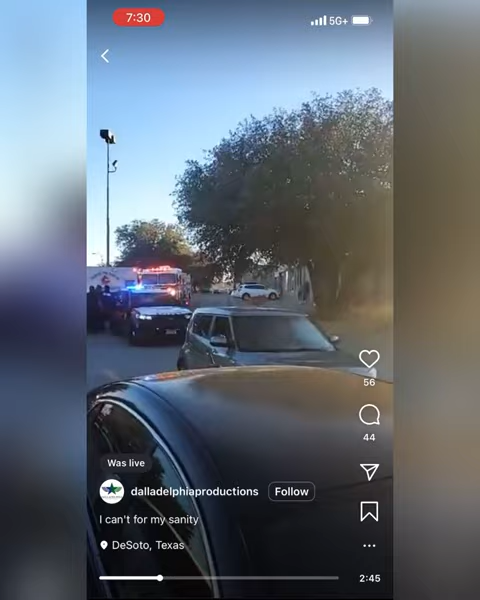 7:30
5G+
56
44
Was live
dalladelphiaproductions
Follow
I can't for my sanity
DeSoto, Texas
2:45